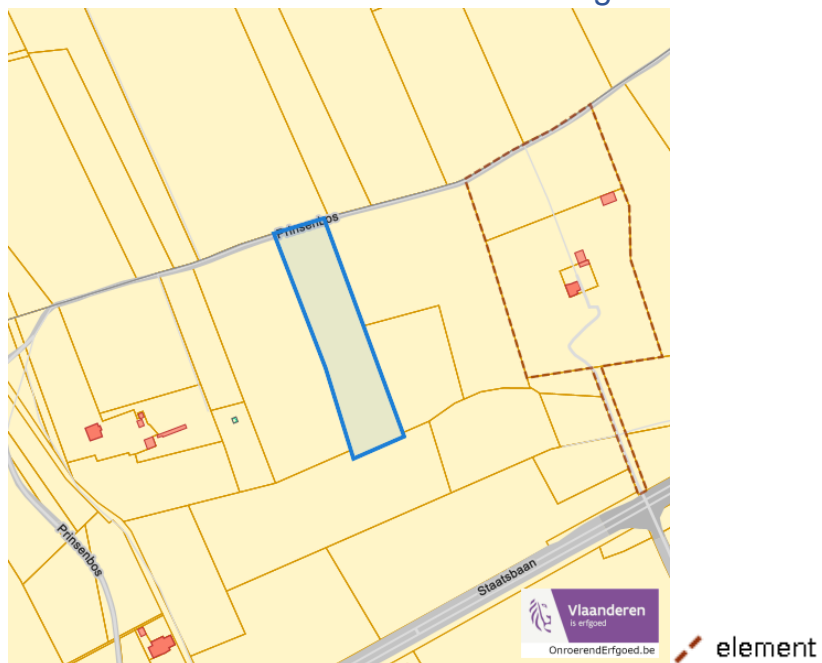 g
Prinsenbos
Prinsenbos
Staatsbaan
Vlaanderen
is erfgoed
OnroerendErfgoed.be
element